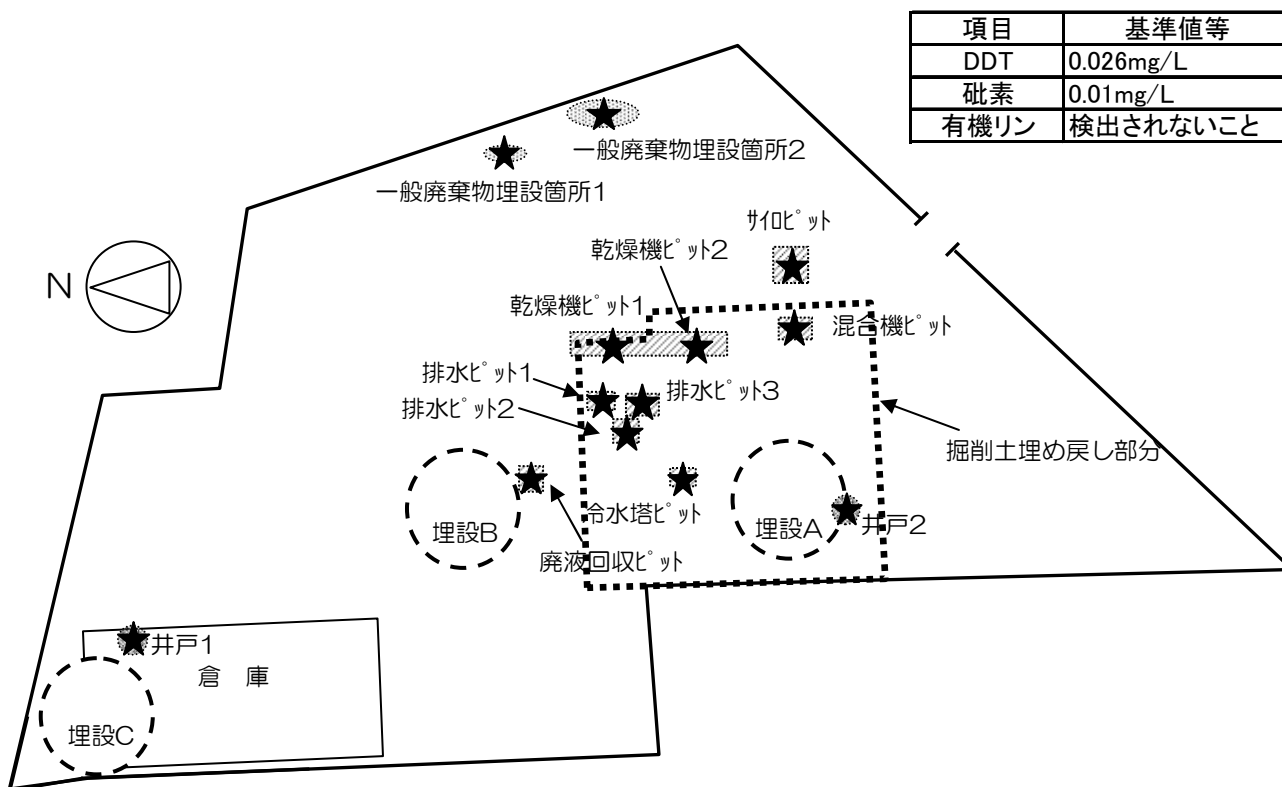 項目 基準値等
DDT 0.026mg/L
砒素 0.01mg/L
有機リン 検出されないこと
一般廃棄物埋設箇所2
一般廃棄物埋設箇所1
サイロピット
乾燥機ピット2
N
乾燥機ピット1
混合機ピット
排水ピット1
排水ピット3
排水ピット2
掘削土埋め戻し部分
冷水塔ピット
埋設B
埋設A
井戸2
廃液回収ピット
井戸1
倉 庫
埋設C